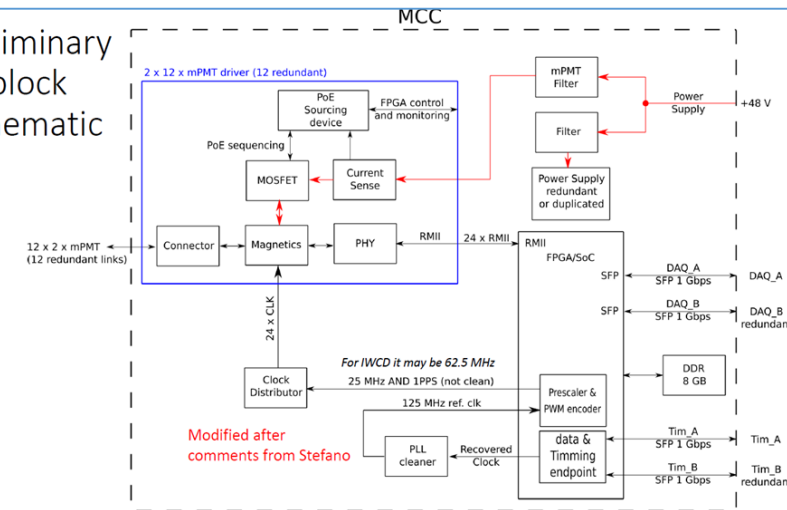 MCC
iminary
block
nematic
2 x 12 x mPMT driver (12 redundant)
PoE
Sourcing
device
FPGA control
and monitoring
PoE sequencing
MOSFET
Current
Sense
mPMT
Filter
Power
Supply
+48 V
Filter
Power Supply
redundant
or duplicated
12 x 2 x mPMT
(12 redundant links)
Connector
Magnetics
PHY
RMII
24 x RMII
RMII
FPGA/SoC
SFP
DAQ_A
SFP 1 Gbps
DAQ_A
SFP
DAQ_B
SFP 1 Gbps
DAQ_B
redundan
24 x CLK
For IWCD it may be 62.5 MHz
25 MHz AND 1PPS (not clean)
Clock
Distributor
125 MHz ref. clk
Prescaler &
PWM encoder
DDR
8 GB
Modified after
comments from Stefano
PLL
cleaner
Recovered
Clock
data &
Timming
endpoint
Tim_A
SFP 1 Gbps
Tim_A
Tim_B
SFP 1 Gbps
Tim_B
redundan